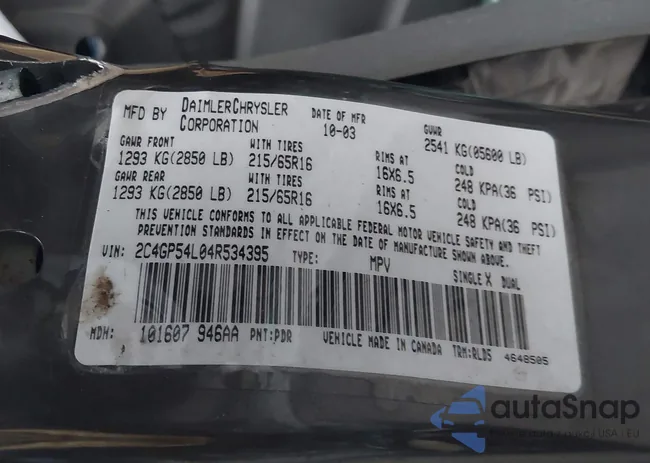 MFD BY DAIMLERCHRYSLER CORPORATION DATE OF MFR 10-03 GVWR 2541 KG(05600 LB)
GAWR FRONT WITH TIRES RIMS AT COLD
1293 KG(2850 LB) 215/65R16 16X6.5 248 KPA(36 PSI)
GAWR REAR WITH TIRES RIMS AT COLD
1293 KG(2850 LB) 215/65R16 16X6.5 248 KPA(36 PSI)
THIS VEHICLE CONFORMS TO ALL APPLICABLE FEDERAL MOTOR VEHICLE SAFETY AND THEFT
PREVENTION STANDARDS IN EFFECT ON THE DATE OF MANUFACTURE SHOWN ABOVE.
VIN: 2C4GP54L04R534395 TYPE: MPV SINGLE X DUAL
MDH: 101607 946AA PNT:PDR VEHICLE MADE IN CANADA TRM:RLD5 4648505
autaSnap